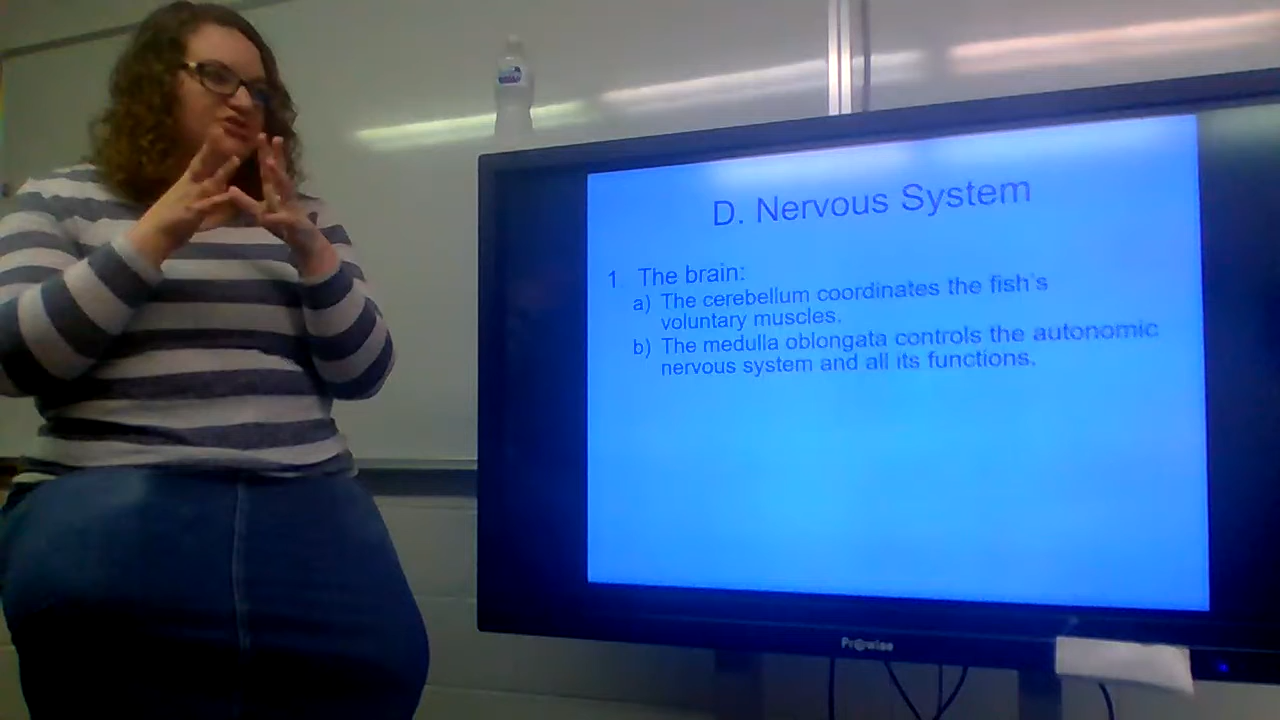 D. Nervous System
1. The brain:
a) The cerebellum coordinates the fish's
voluntary muscles.
b) The medulla oblongata controls the autonomic
nervous system and all its functions.
Prowise